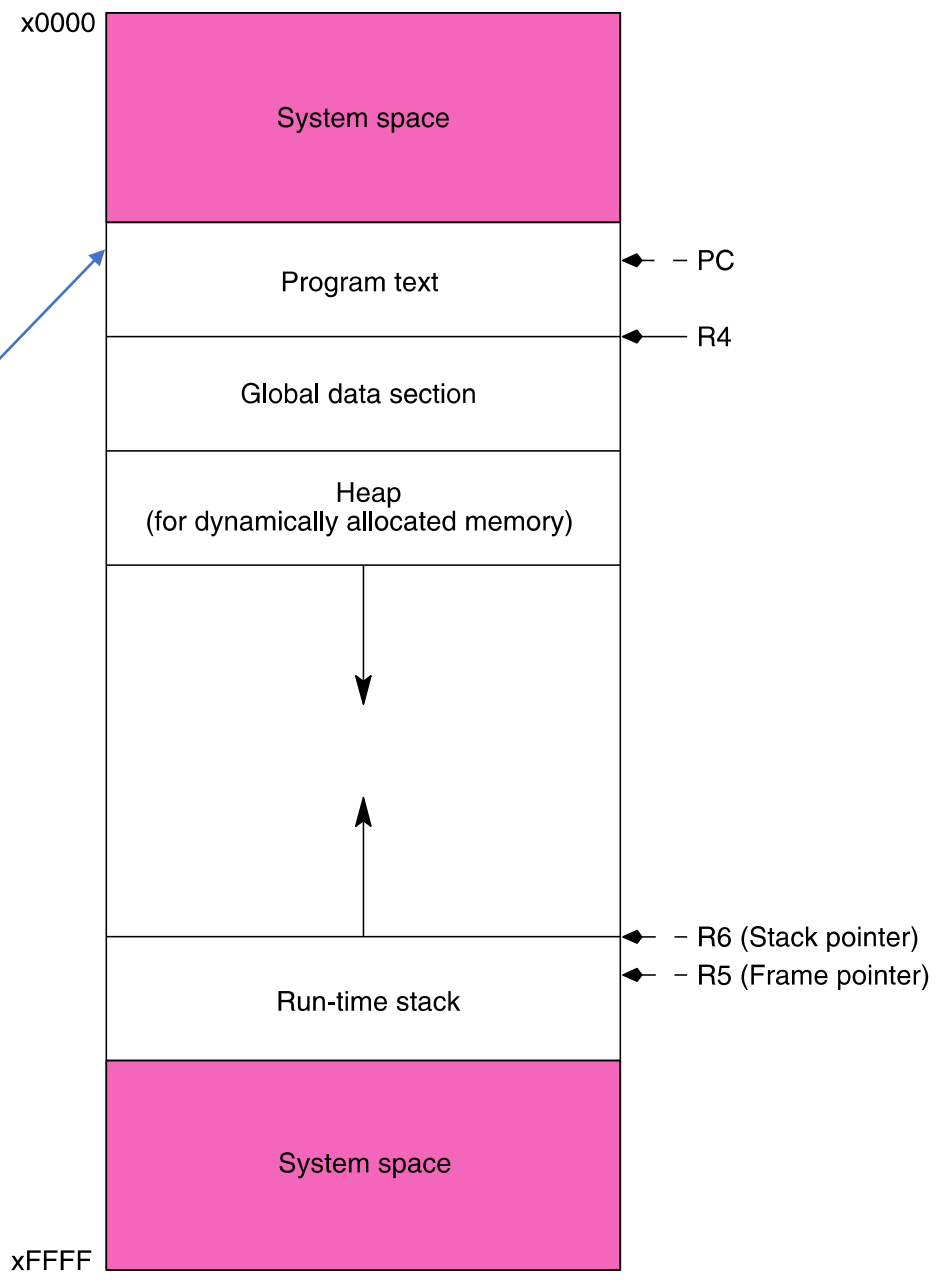 x0000
System space
PC
Program text
R4
Global data section
Heap
(for dynamically allocated memory)
R6 (Stack pointer)
R5 (Frame pointer)
Run-time stack
System space
xFFFF